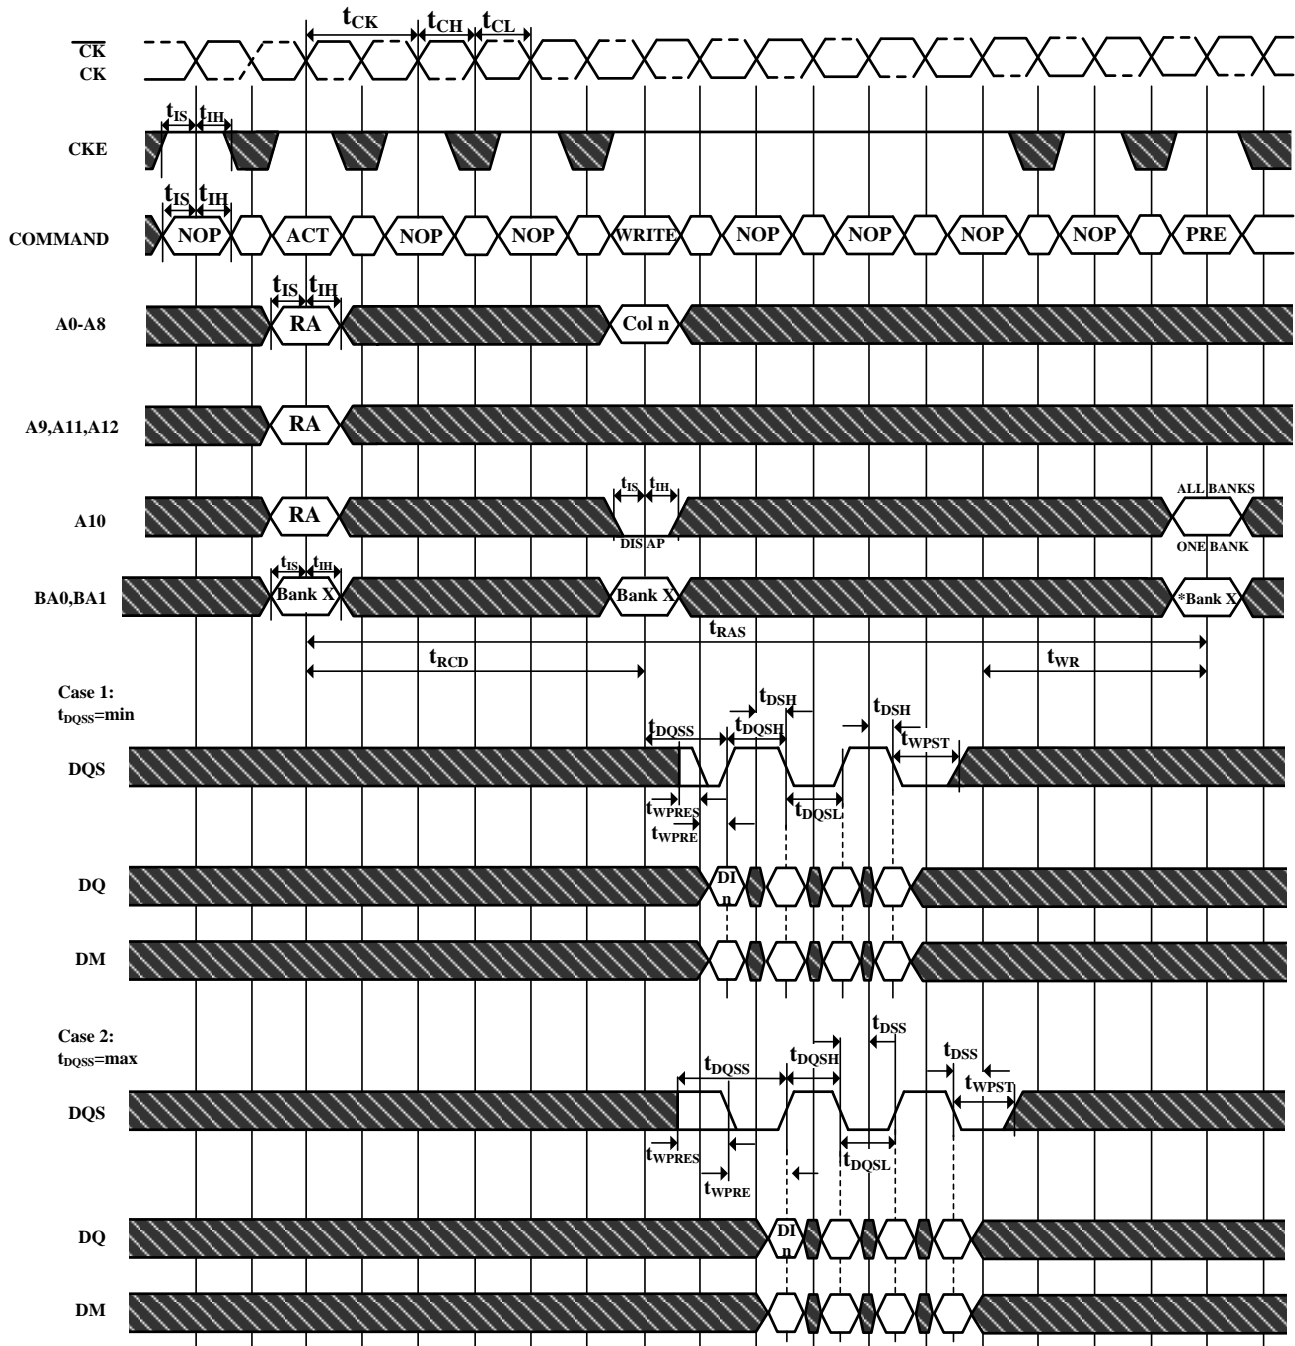 tCK tCH tCL
CK
CK
tIS tIH
CKE
tIS tIH
COMMAND NOP ACT NOP NOP WRITE NOP NOP NOP NOP PRE
tIS tIH
A0-A8 RA Col n
A9,A11,A12 RA
tIS tIH ALL BANKS
A10 RA
DIS AP ONE BANK
tIS tIH
BA0,BA1 Bank X Bank X *Bank X
tRAS
tRCD tWR
Case 1:
tDQSS=min
tDSH tDSH
tDQSS tDQSH tWPST
DQS
tWPRES tDQSL
tWPRE
DQ DI n
DM
Case 2:
tDQSS=max
tDSS
tDQSS tDQSH tDSS
tWPST
DQS
tWPRES tDQSL
tWPRE
DQ DI n
DM